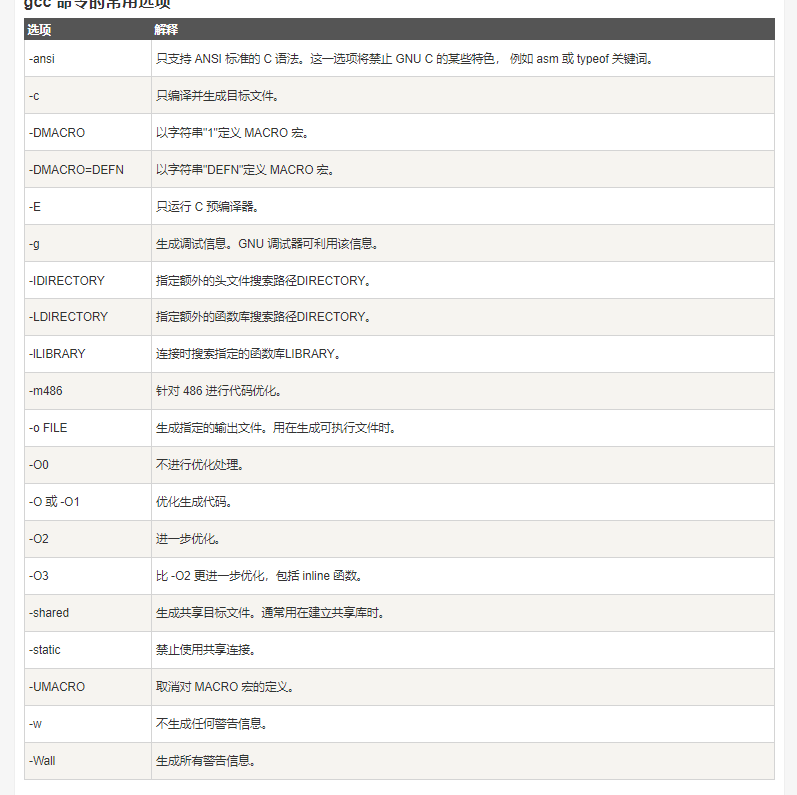 gcc 命令的常用选项
选项 解释
-ansi 只支持 ANSI 标准的 C 语法。这一选项将禁止 GNU C 的某些特色， 例如 asm 或 typeof 关键词。
-c 只编译并生成目标文件。
-DMACRO 以字符串"1"定义 MACRO 宏。
-DMACRO=DEFN 以字符串"DEFN"定义 MACRO 宏。
-E 只运行 C 预编译器。
-g 生成调试信息。GNU 调试器可利用该信息。
-IDIRECTORY 指定额外的头文件搜索路径DIRECTORY。
-LDIRECTORY 指定额外的函数库搜索路径DIRECTORY。
-lLIBRARY 连接时搜索指定的函数库LIBRARY。
-m486 针对 486 进行代码优化。
-o FILE 生成指定的输出文件。用在生成可执行文件时。
-O0 不进行优化处理。
-O 或 -O1 优化生成代码。
-O2 进一步优化。
-O3 比 -O2 更进一步优化，包括 inline 函数。
-shared 生成共享目标文件。通常用在建立共享库时。
-static 禁止使用共享连接。
-UMACRO 取消对 MACRO 宏的定义。
-w 不生成任何警告信息。
-Wall 生成所有警告信息。